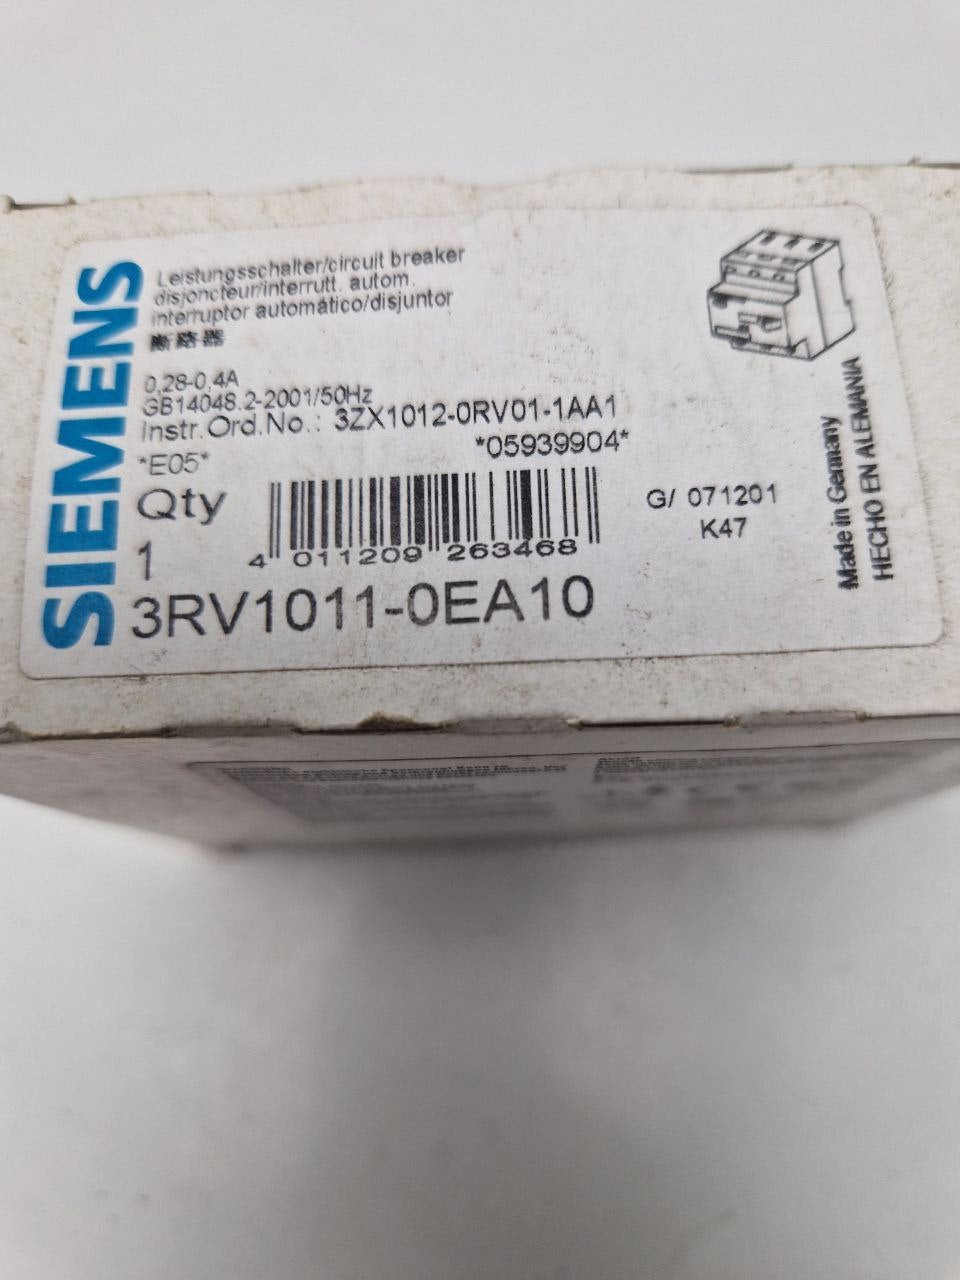 SIEMENS
Leistungsschalter/circuit breaker
disjoncteur/interrutt. autom.
interruptor automático/disjuntor
断路器
0,28-0,4A
GB14048.2-2001/50Hz
Instr.Ord.No.: 3ZX1012-0RV01-1AA1
*05939904*
*E05*
Qty
1
4 011209 263468
3RV1011-0EA10
G/ 071201
K47
Made in Germany
HECHO EN ALEMANIA